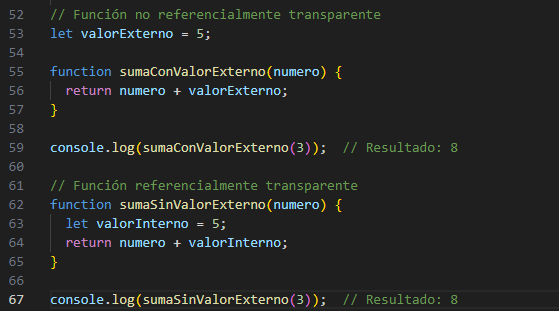 52 // Función no referencialmente transparente
53 let valorExterno = 5;
54
55 function sumaConValorExterno(numero) {
56   return numero + valorExterno;
57 }
58
59 console.log(sumaConValorExterno(3));  // Resultado: 8
60
61 // Función referencialmente transparente
62 function sumaSinValorExterno(numero) {
63   let valorInterno = 5;
64   return numero + valorInterno;
65 }
66
67 console.log(sumaSinValorExterno(3));  // Resultado: 8